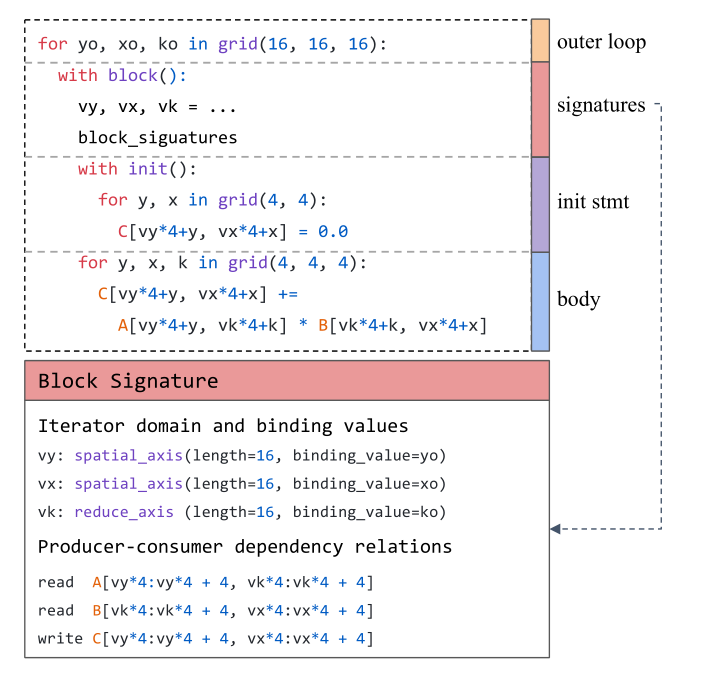 for yo, xo, ko in grid(16, 16, 16):
outer loop
with block():
vy, vx, vk = ...
signatures
block_siguatures
with init():
for y, x in grid(4, 4):
init stmt
C[vy*4+y, vx*4+x] = 0.0
for y, x, k in grid(4, 4, 4):
C[vy*4+y, vx*4+x] +=
body
A[vy*4+y, vk*4+k] * B[vk*4+k, vx*4+x]
Block Signature
Iterator domain and binding values
vy: spatial_axis(length=16, binding_value=yo)
vx: spatial_axis(length=16, binding_value=xo)
vk: reduce_axis (length=16, binding_value=ko)
Producer-consumer dependency relations
read A[vy*4:vy*4 + 4, vk*4:vk*4 + 4]
read B[vk*4:vk*4 + 4, vx*4:vx*4 + 4]
write C[vy*4:vy*4 + 4, vx*4:vx*4 + 4]